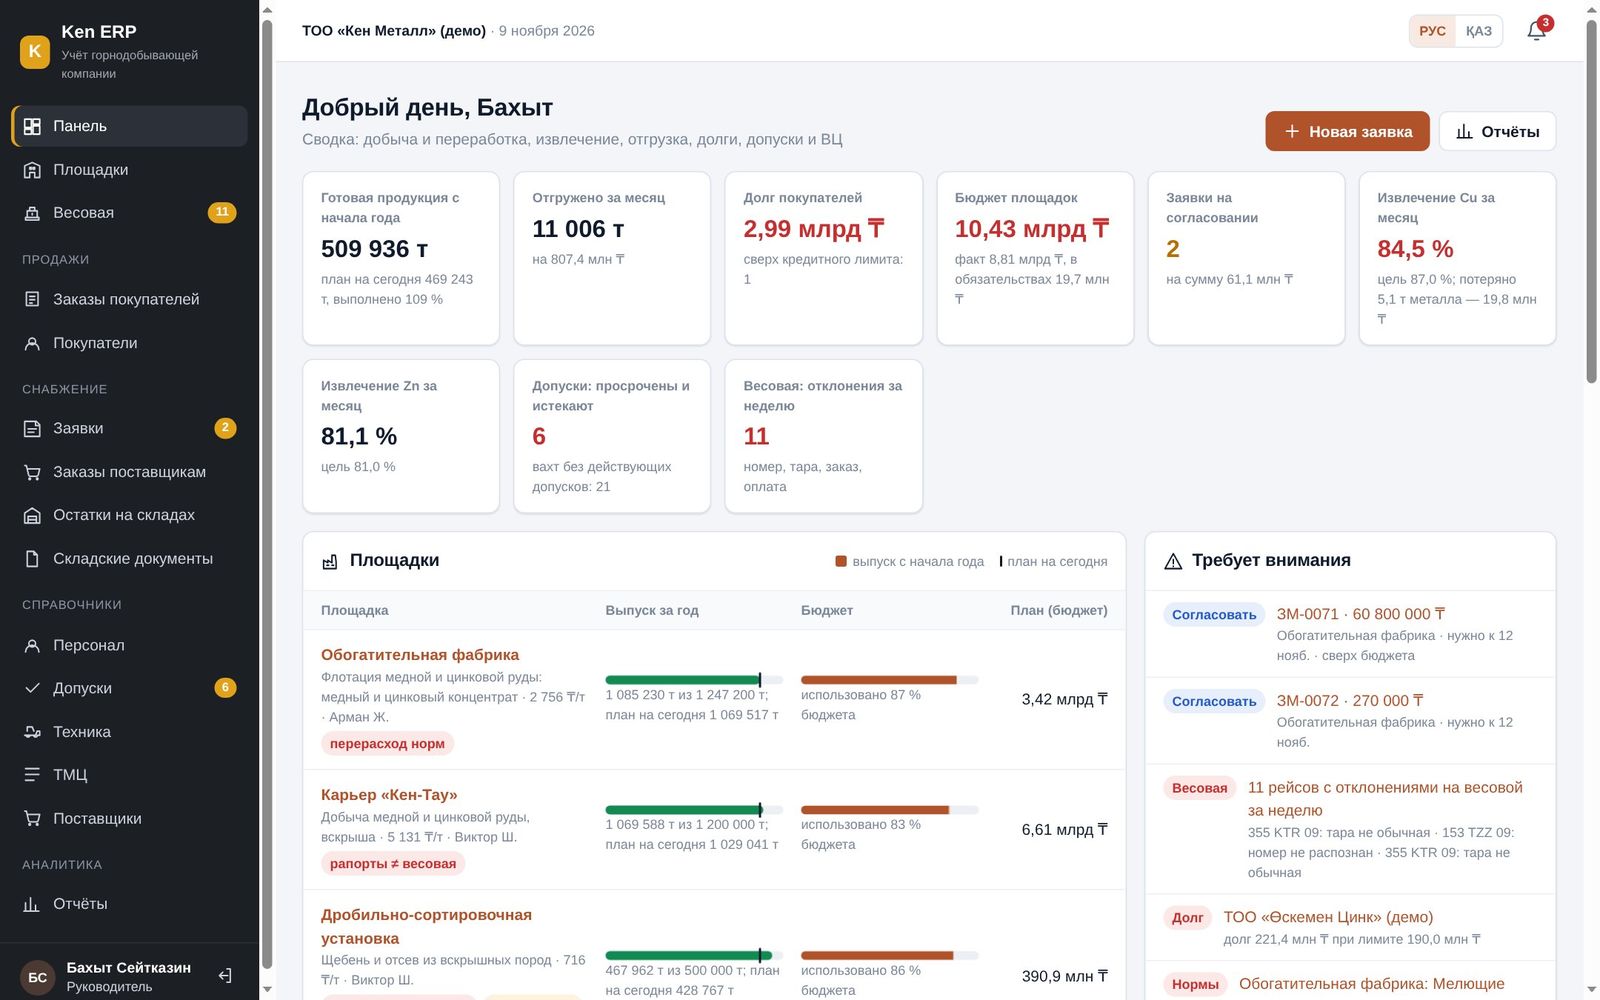 Ken ERP
Учёт горнодобывающей
компании
Панель
Площадки
Весовая 11
ПРОДАЖИ
Заказы покупателей
Покупатели
СНАБЖЕНИЕ
Заявки 2
Заказы поставщикам
Остатки на складах
Складские документы
СПРАВОЧНИКИ
Персонал
Допуски 6
Техника
ТМЦ
Поставщики
АНАЛИТИКА
Отчёты
БС Бахыт Сейтказин
Руководитель
ТОО «Кен Металл» (демо) · 9 ноября 2026
РУС ҚАЗ 3
Добрый день, Бахыт
Сводка: добыча и переработка, извлечение, отгрузка, долги, допуски и ВЦ
Новая заявка
Отчёты
Готовая продукция с
начала года
509 936 т
план на сегодня 469 243
т, выполнено 109 %
Отгружено за месяц
11 006 т
на 807,4 млн ₸
Долг покупателей
2,99 млрд ₸
сверх кредитного лимита:
1
Бюджет площадок
10,43 млрд ₸
факт 8,81 млрд ₸, в
обязательствах 19,7 млн
₸
Заявки на
согласовании
2
на сумму 61,1 млн ₸
Извлечение Cu за
месяц
84,5 %
цель 87,0 %; потеряно
5,1 т металла — 19,8 млн
₸
Извлечение Zn за
месяц
81,1 %
цель 81,0 %
Допуски: просрочены и
истекают
6
вахт без действующих
допусков: 21
Весовая: отклонения за
неделю
11
номер, тара, заказ,
оплата
Площадки
выпуск с начала года план на сегодня
Площадка Выпуск за год Бюджет План (бюджет)
Обогатительная фабрика
Флотация медной и цинковой руды:
медный и цинковый концентрат · 2 756 ₸/т
· Арман Ж.
перерасход норм
1 085 230 т из 1 247 200 т;
план на сегодня 1 069 517 т
использовано 87 %
бюджета
3,42 млрд ₸
Карьер «Кен-Тау»
Добыча медной и цинковой руды,
вскрыша · 5 131 ₸/т · Виктор Ш.
рапорты ≠ весовая
1 069 588 т из 1 200 000 т;
план на сегодня 1 029 041 т
использовано 83 %
бюджета
6,61 млрд ₸
Дробильно-сортировочная
установка
Щебень и отсев из вскрышных пород · 716
₸/т · Виктор Ш.
467 962 т из 500 000 т; план
на сегодня 428 767 т
использовано 86 %
бюджета
390,9 млн ₸
Требует внимания
Согласовать ЗМ-0071 · 60 800 000 ₸
Обогатительная фабрика · нужно к 12
нояб. · сверх бюджета
Согласовать ЗМ-0072 · 270 000 ₸
Обогатительная фабрика · нужно к 12
нояб.
Весовая 11 рейсов с отклонениями на весовой
за неделю
355 KTR 09: тара не обычная · 153 TZZ 09:
номер не распознан · 355 KTR 09: тара не
обычная
Долг ТОО «Өскемен Цинк» (демо)
долг 221,4 млн ₸ при лимите 190,0 млн ₸
Нормы Обогатительная фабрика: Мелющие